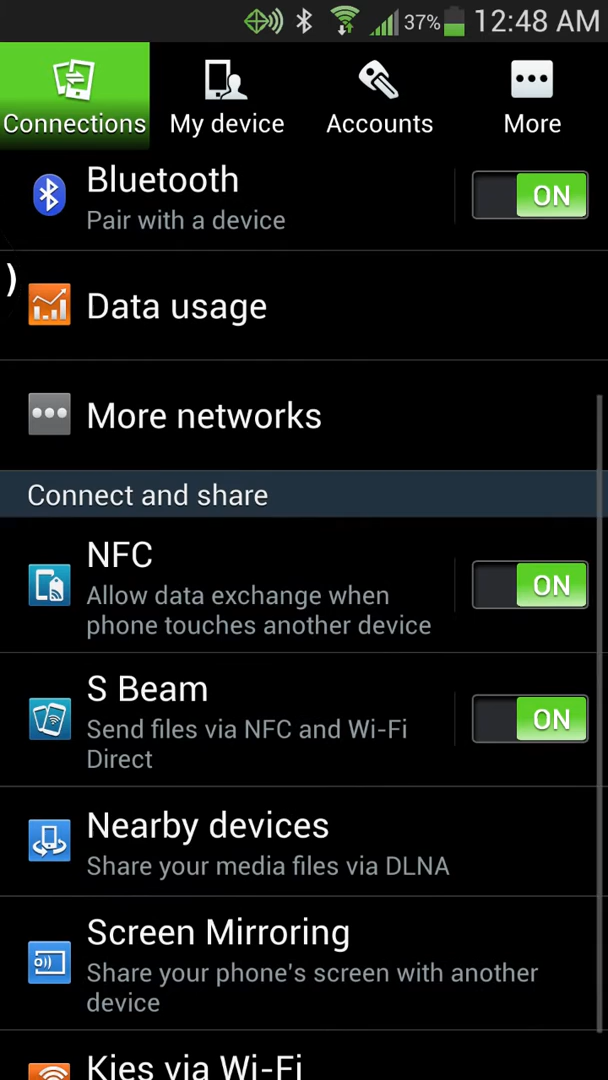 37% 12:48 AM
Connections My device Accounts More
Bluetooth
Pair with a device
ON
)
Data usage
More networks
Connect and share
NFC
Allow data exchange when
phone touches another device
ON
S Beam
Send files via NFC and Wi-Fi
Direct
ON
Nearby devices
Share your media files via DLNA
Screen Mirroring
Share your phone's screen with another
device
Kies via Wi-Fi